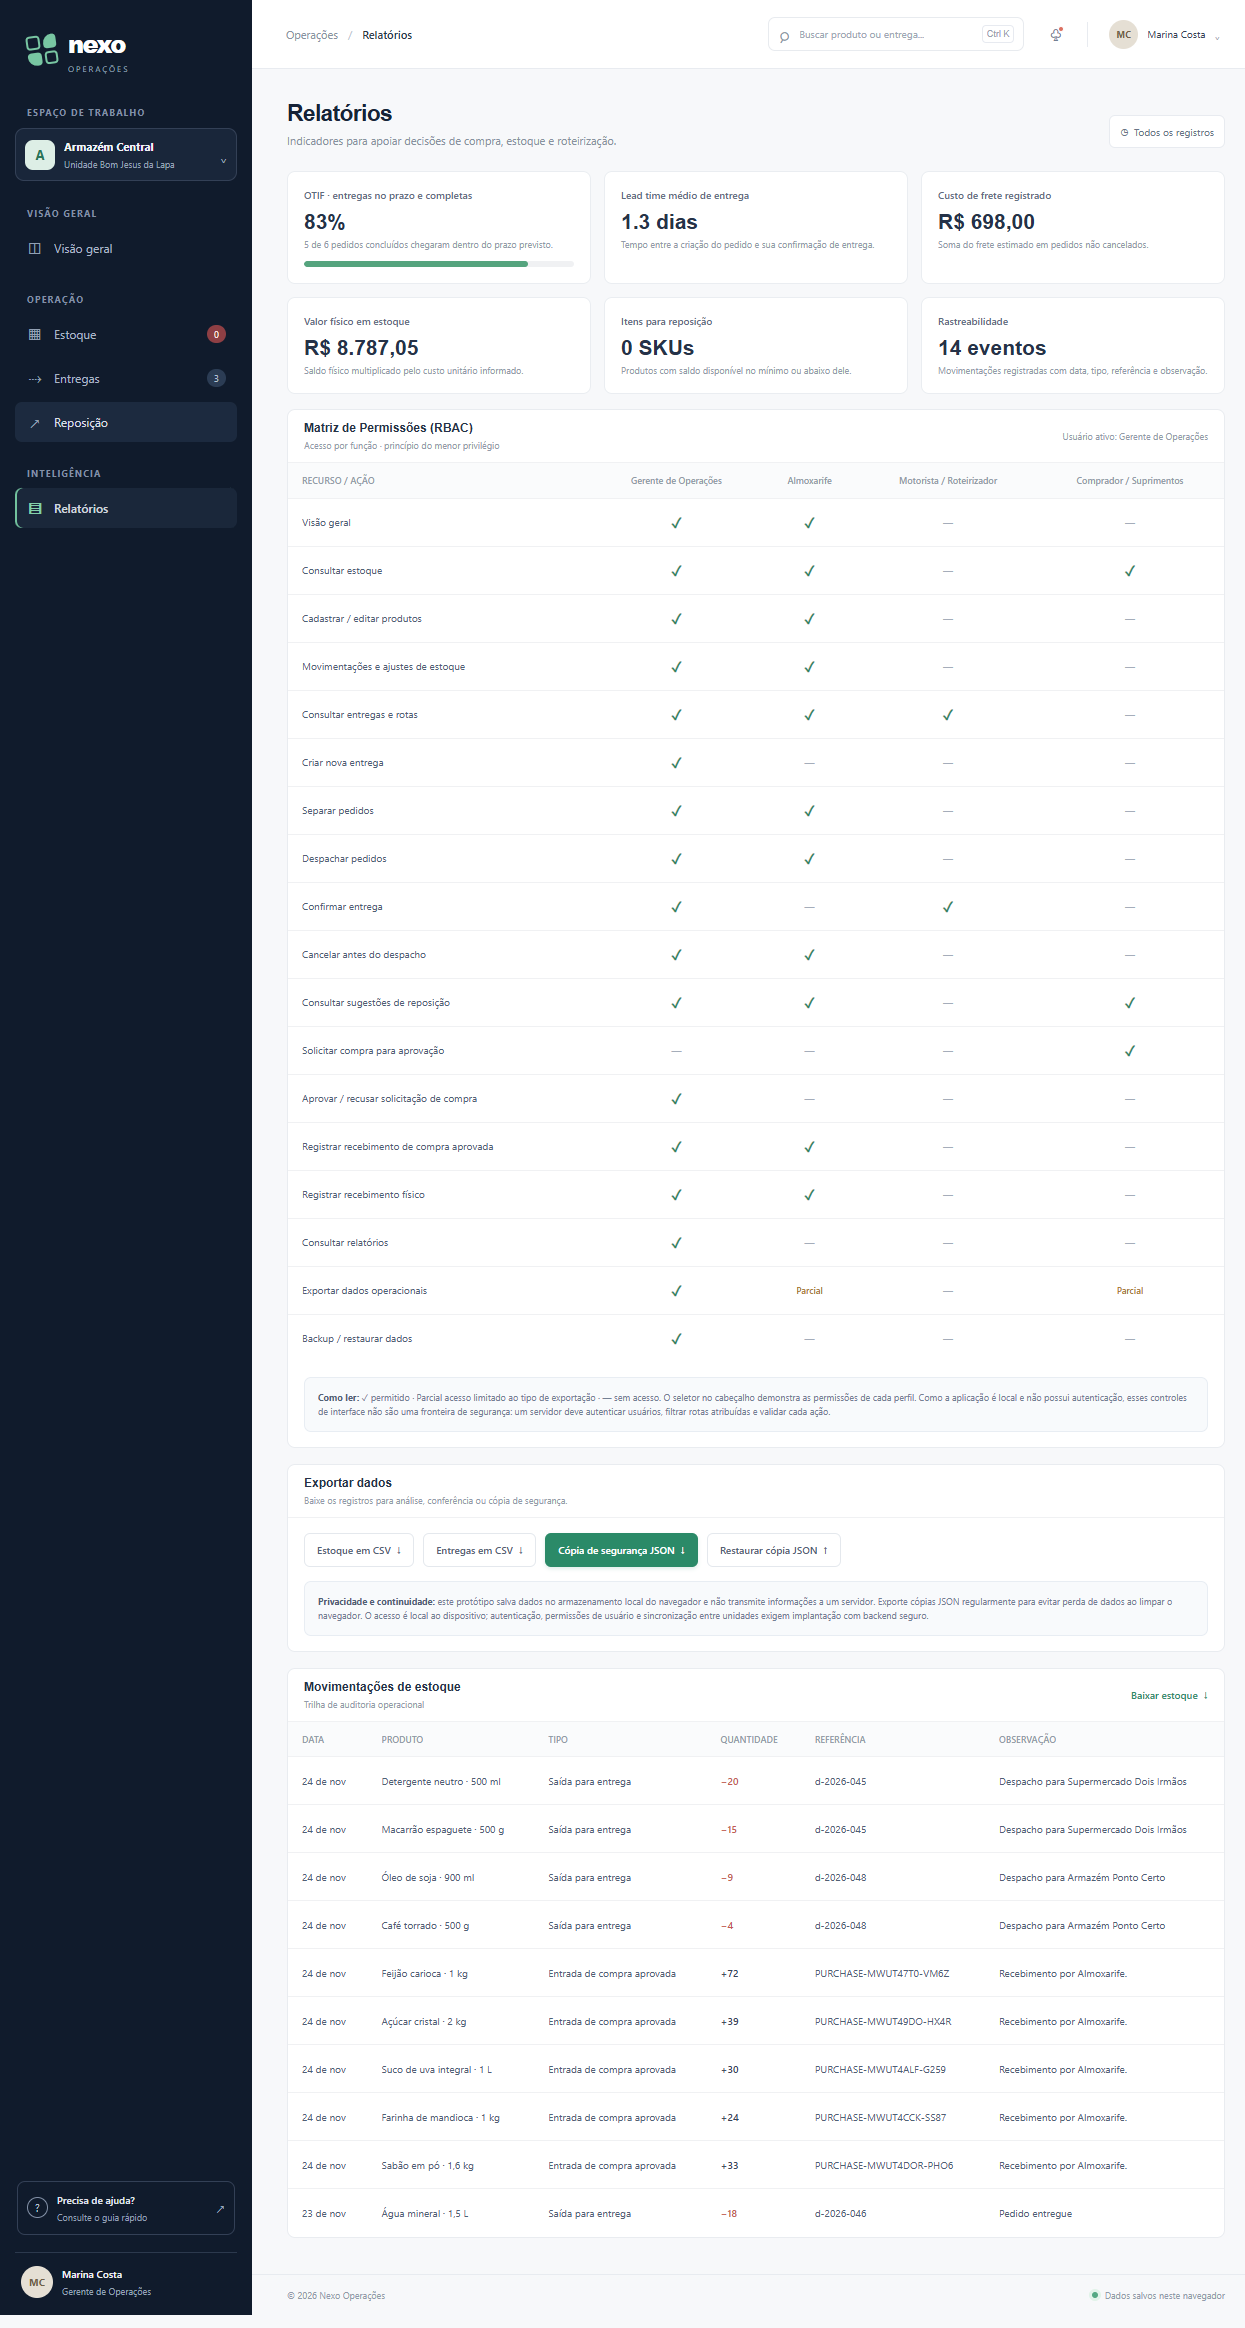 nexo
OPERAÇÕES
ESPAÇO DE TRABALHO
A
Armazém Central
Unidade Bom Jesus da Lapa
VISÃO GERAL
Visão geral
OPERAÇÃO
Estoque
0
Entregas
3
Reposição
INTELIGÊNCIA
Relatórios
Precisa de ajuda?
Consulte o guia rápido
MC
Marina Costa
Gerente de Operações
Operações / Relatórios
Buscar produto ou entrega...
Ctrl K
MC
Marina Costa
Relatórios
Indicadores para apoiar decisões de compra, estoque e roteirização.
Todos os registros
OTIF · entregas no prazo e completas
83%
5 de 6 pedidos concluídos chegaram dentro do prazo previsto.
Lead time médio de entrega
1.3 dias
Tempo entre a criação do pedido e sua confirmação de entrega.
Custo de frete registrado
R$ 698,00
Soma do frete estimado em pedidos não cancelados.
Valor físico em estoque
R$ 8.787,05
Saldo físico multiplicado pelo custo unitário informado.
Itens para reposição
0 SKUs
Produtos com saldo disponível no mínimo ou abaixo dele.
Rastreabilidade
14 eventos
Movimentações registradas com data, tipo, referência e observação.
Matriz de Permissões (RBAC)
Acesso por função · princípio do menor privilégio
Usuário ativo: Gerente de Operações
RECURSO / AÇÃO Gerente de Operações Almoxarife Motorista / Roteirizador Comprador / Suprimentos
Visão geral ✓ ✓ — —
Consultar estoque ✓ ✓ — ✓
Cadastrar / editar produtos ✓ ✓ — —
Movimentações e ajustes de estoque ✓ ✓ — —
Consultar entregas e rotas ✓ ✓ ✓ —
Criar nova entrega ✓ — — —
Separar pedidos ✓ ✓ — —
Despachar pedidos ✓ ✓ — —
Confirmar entrega ✓ — ✓ —
Cancelar antes do despacho ✓ ✓ — —
Consultar sugestões de reposição ✓ ✓ — ✓
Solicitar compra para aprovação — — — ✓
Aprovar / recusar solicitação de compra ✓ — — —
Registrar recebimento de compra aprovada ✓ ✓ — —
Registrar recebimento físico ✓ ✓ — —
Consultar relatórios ✓ — — —
Exportar dados operacionais ✓ Parcial — Parcial
Backup / restaurar dados ✓ — — —
Como ler: ✓ permitido · Parcial acesso limitado ao tipo de exportação · — sem acesso. O seletor no cabeçalho demonstra as permissões de cada perfil. Como a aplicação é local e não possui autenticação, esses controles
de interface não são uma fronteira de segurança: um servidor deve autenticar usuários, filtrar rotas atribuídas e validar cada ação.
Exportar dados
Baixe os registros para análise, conferência ou cópia de segurança.
Estoque em CSV ↓
Entregas em CSV ↓
Cópia de segurança JSON ↓
Restaurar cópia JSON ↑
Privacidade e continuidade: este protótipo salva dados no armazenamento local do navegador e não transmite informações a um servidor. Exporte cópias JSON regularmente para evitar perda de dados ao limpar o
navegador. O acesso é local ao dispositivo; autenticação, permissões de usuário e sincronização entre unidades exigem implantação com backend seguro.
Movimentações de estoque
Trilha de auditoria operacional
Baixar estoque ↓
DATA PRODUTO TIPO QUANTIDADE REFERÊNCIA OBSERVAÇÃO
24 de nov Detergente neutro · 500 ml Saída para entrega −20 d-2026-045 Despacho para Supermercado Dois Irmãos
24 de nov Macarrão espaguete · 500 g Saída para entrega −15 d-2026-045 Despacho para Supermercado Dois Irmãos
24 de nov Óleo de soja · 900 ml Saída para entrega −9 d-2026-048 Despacho para Armazém Ponto Certo
24 de nov Café torrado · 500 g Saída para entrega −4 d-2026-048 Despacho para Armazém Ponto Certo
24 de nov Feijão carioca · 1 kg Entrada de compra aprovada +72 PURCHASE-MWUT47T0-VM6Z Recebimento por Almoxarife.
24 de nov Açúcar cristal · 2 kg Entrada de compra aprovada +39 PURCHASE-MWUT49DO-HX4R Recebimento por Almoxarife.
24 de nov Suco de uva integral · 1 L Entrada de compra aprovada +30 PURCHASE-MWUT4ALF-G259 Recebimento por Almoxarife.
24 de nov Farinha de mandioca · 1 kg Entrada de compra aprovada +24 PURCHASE-MWUT4CCK-SS87 Recebimento por Almoxarife.
24 de nov Sabão em pó · 1,6 kg Entrada de compra aprovada +33 PURCHASE-MWUT4DOR-PHO6 Recebimento por Almoxarife.
23 de nov Água mineral · 1,5 L Saída para entrega −18 d-2026-046 Pedido entregue
© 2026 Nexo Operações
Dados salvos neste navegador